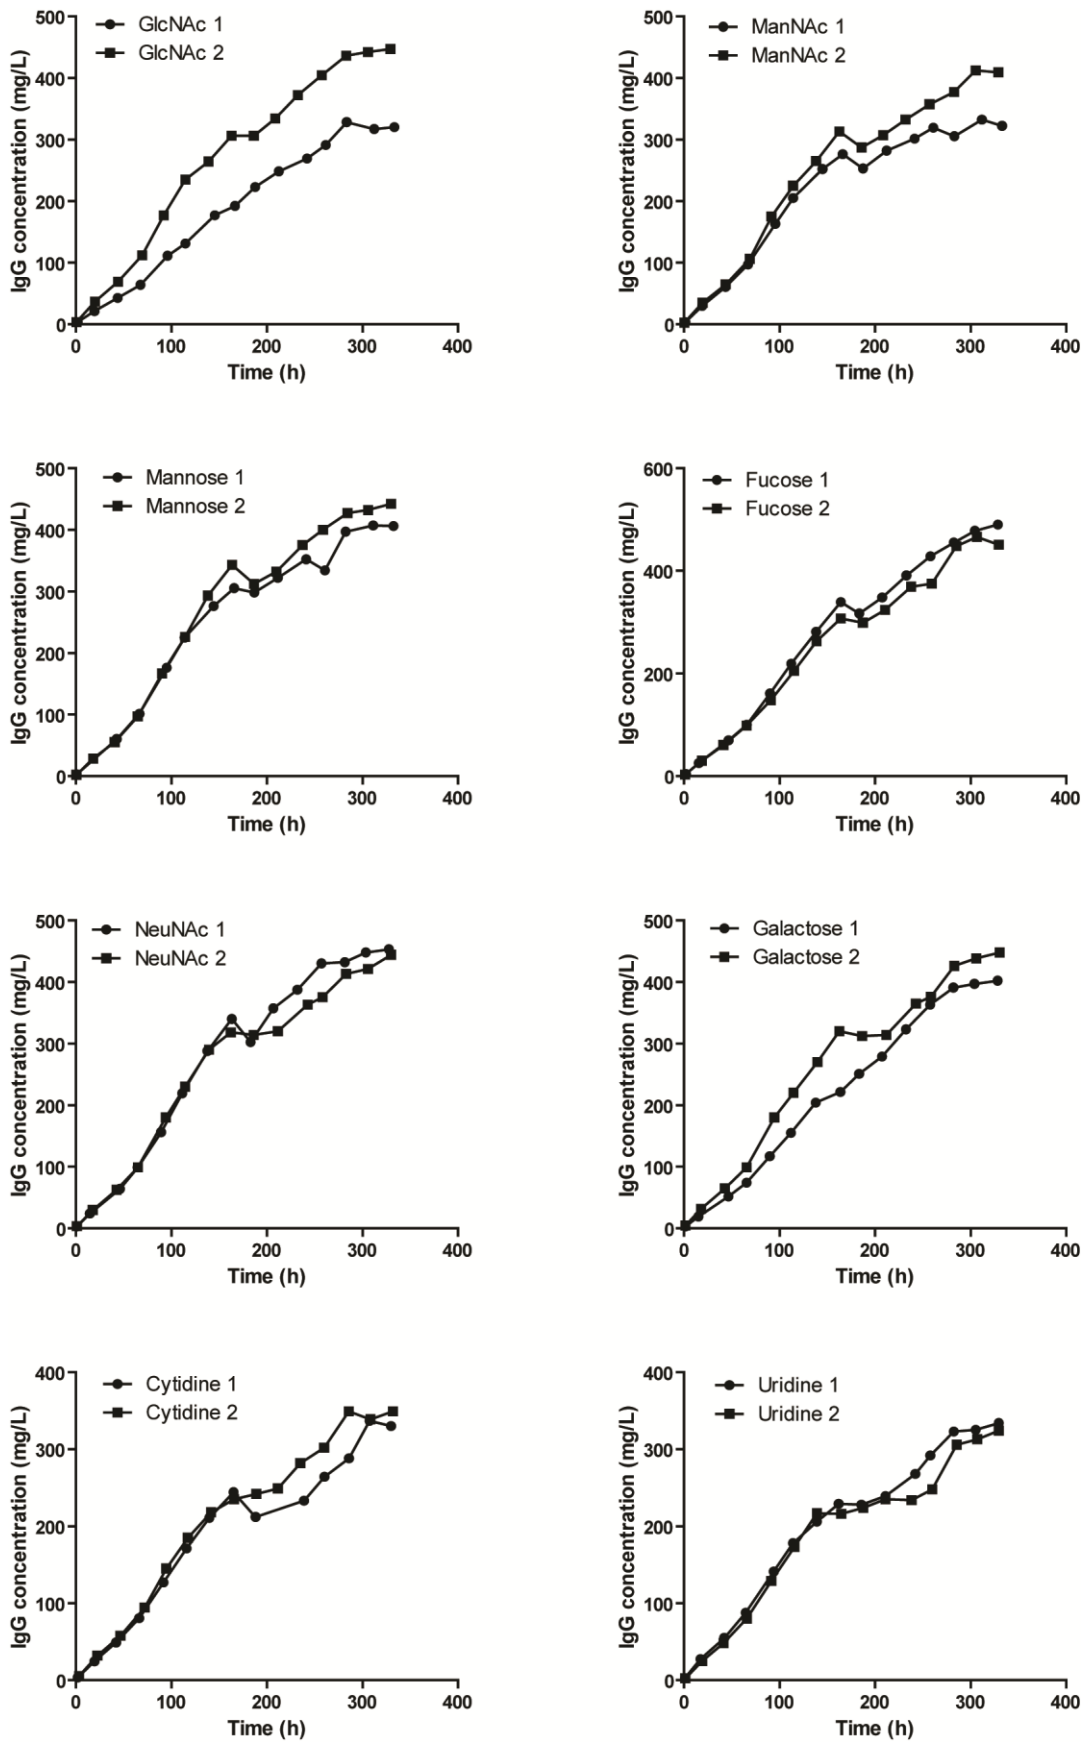 GlcNAc 1
GlcNAc 2
IgG concentration (mg/L)
500
400
300
200
100
0
0 100 200 300 400
Time (h)
ManNAc 1
ManNAc 2
IgG concentration (mg/L)
500
400
300
200
100
0
0 100 200 300 400
Time (h)
Mannose 1
Mannose 2
IgG concentration (mg/L)
500
400
300
200
100
0
0 100 200 300 400
Time (h)
Fucose 1
Fucose 2
IgG concentration (mg/L)
600
400
200
0
0 100 200 300 400
Time (h)
NeuNAc 1
NeuNAc 2
IgG concentration (mg/L)
500
400
300
200
100
0
0 100 200 300 400
Time (h)
Galactose 1
Galactose 2
IgG concentration (mg/L)
500
400
300
200
100
0
0 100 200 300 400
Time (h)
Cytidine 1
Cytidine 2
IgG concentration (mg/L)
400
300
200
100
0
0 100 200 300 400
Time (h)
Uridine 1
Uridine 2
IgG concentration (mg/L)
400
300
200
100
0
0 100 200 300 400
Time (h)